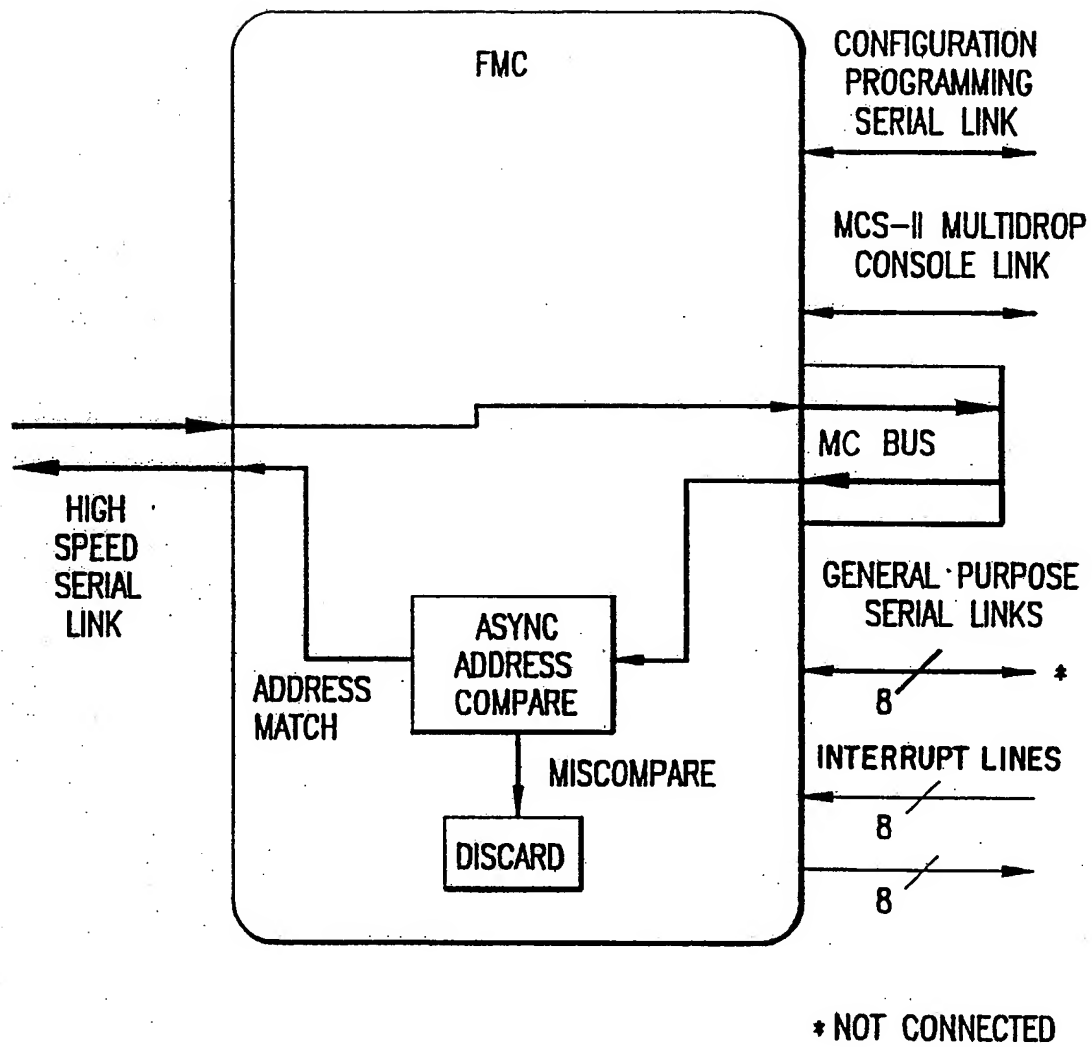 FMC
CONFIGURATION
PROGRAMMING
SERIAL LINK
MCS-II MULTIDROP
CONSOLE LINK
MC BUS
HIGH
SPEED
SERIAL
LINK
GENERAL PURPOSE
SERIAL LINKS
ASYNC
ADDRESS
COMPARE
ADDRESS
MATCH
8
*
MISCOMPARE
INTERRUPT LINES
8
DISCARD
8
* NOT CONNECTED